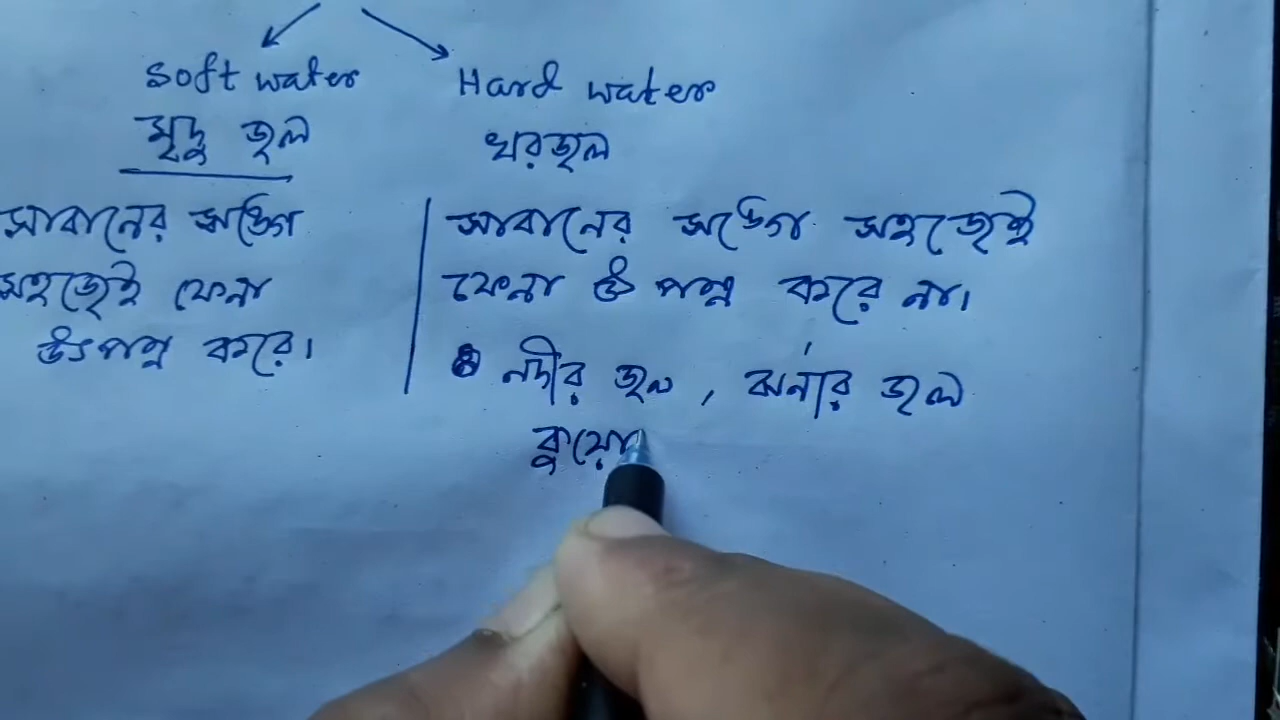 Soft water
মৃদু জল
সাবানের সঙ্গে
সহজেই ফেনা
উৎপন্ন করে।
Hard water
খরজল
সাবানের সঙ্গে সহজেই
ফেনা উৎপন্ন করে না।
নদীর জল, ঝর্নার জল
কুয়ো